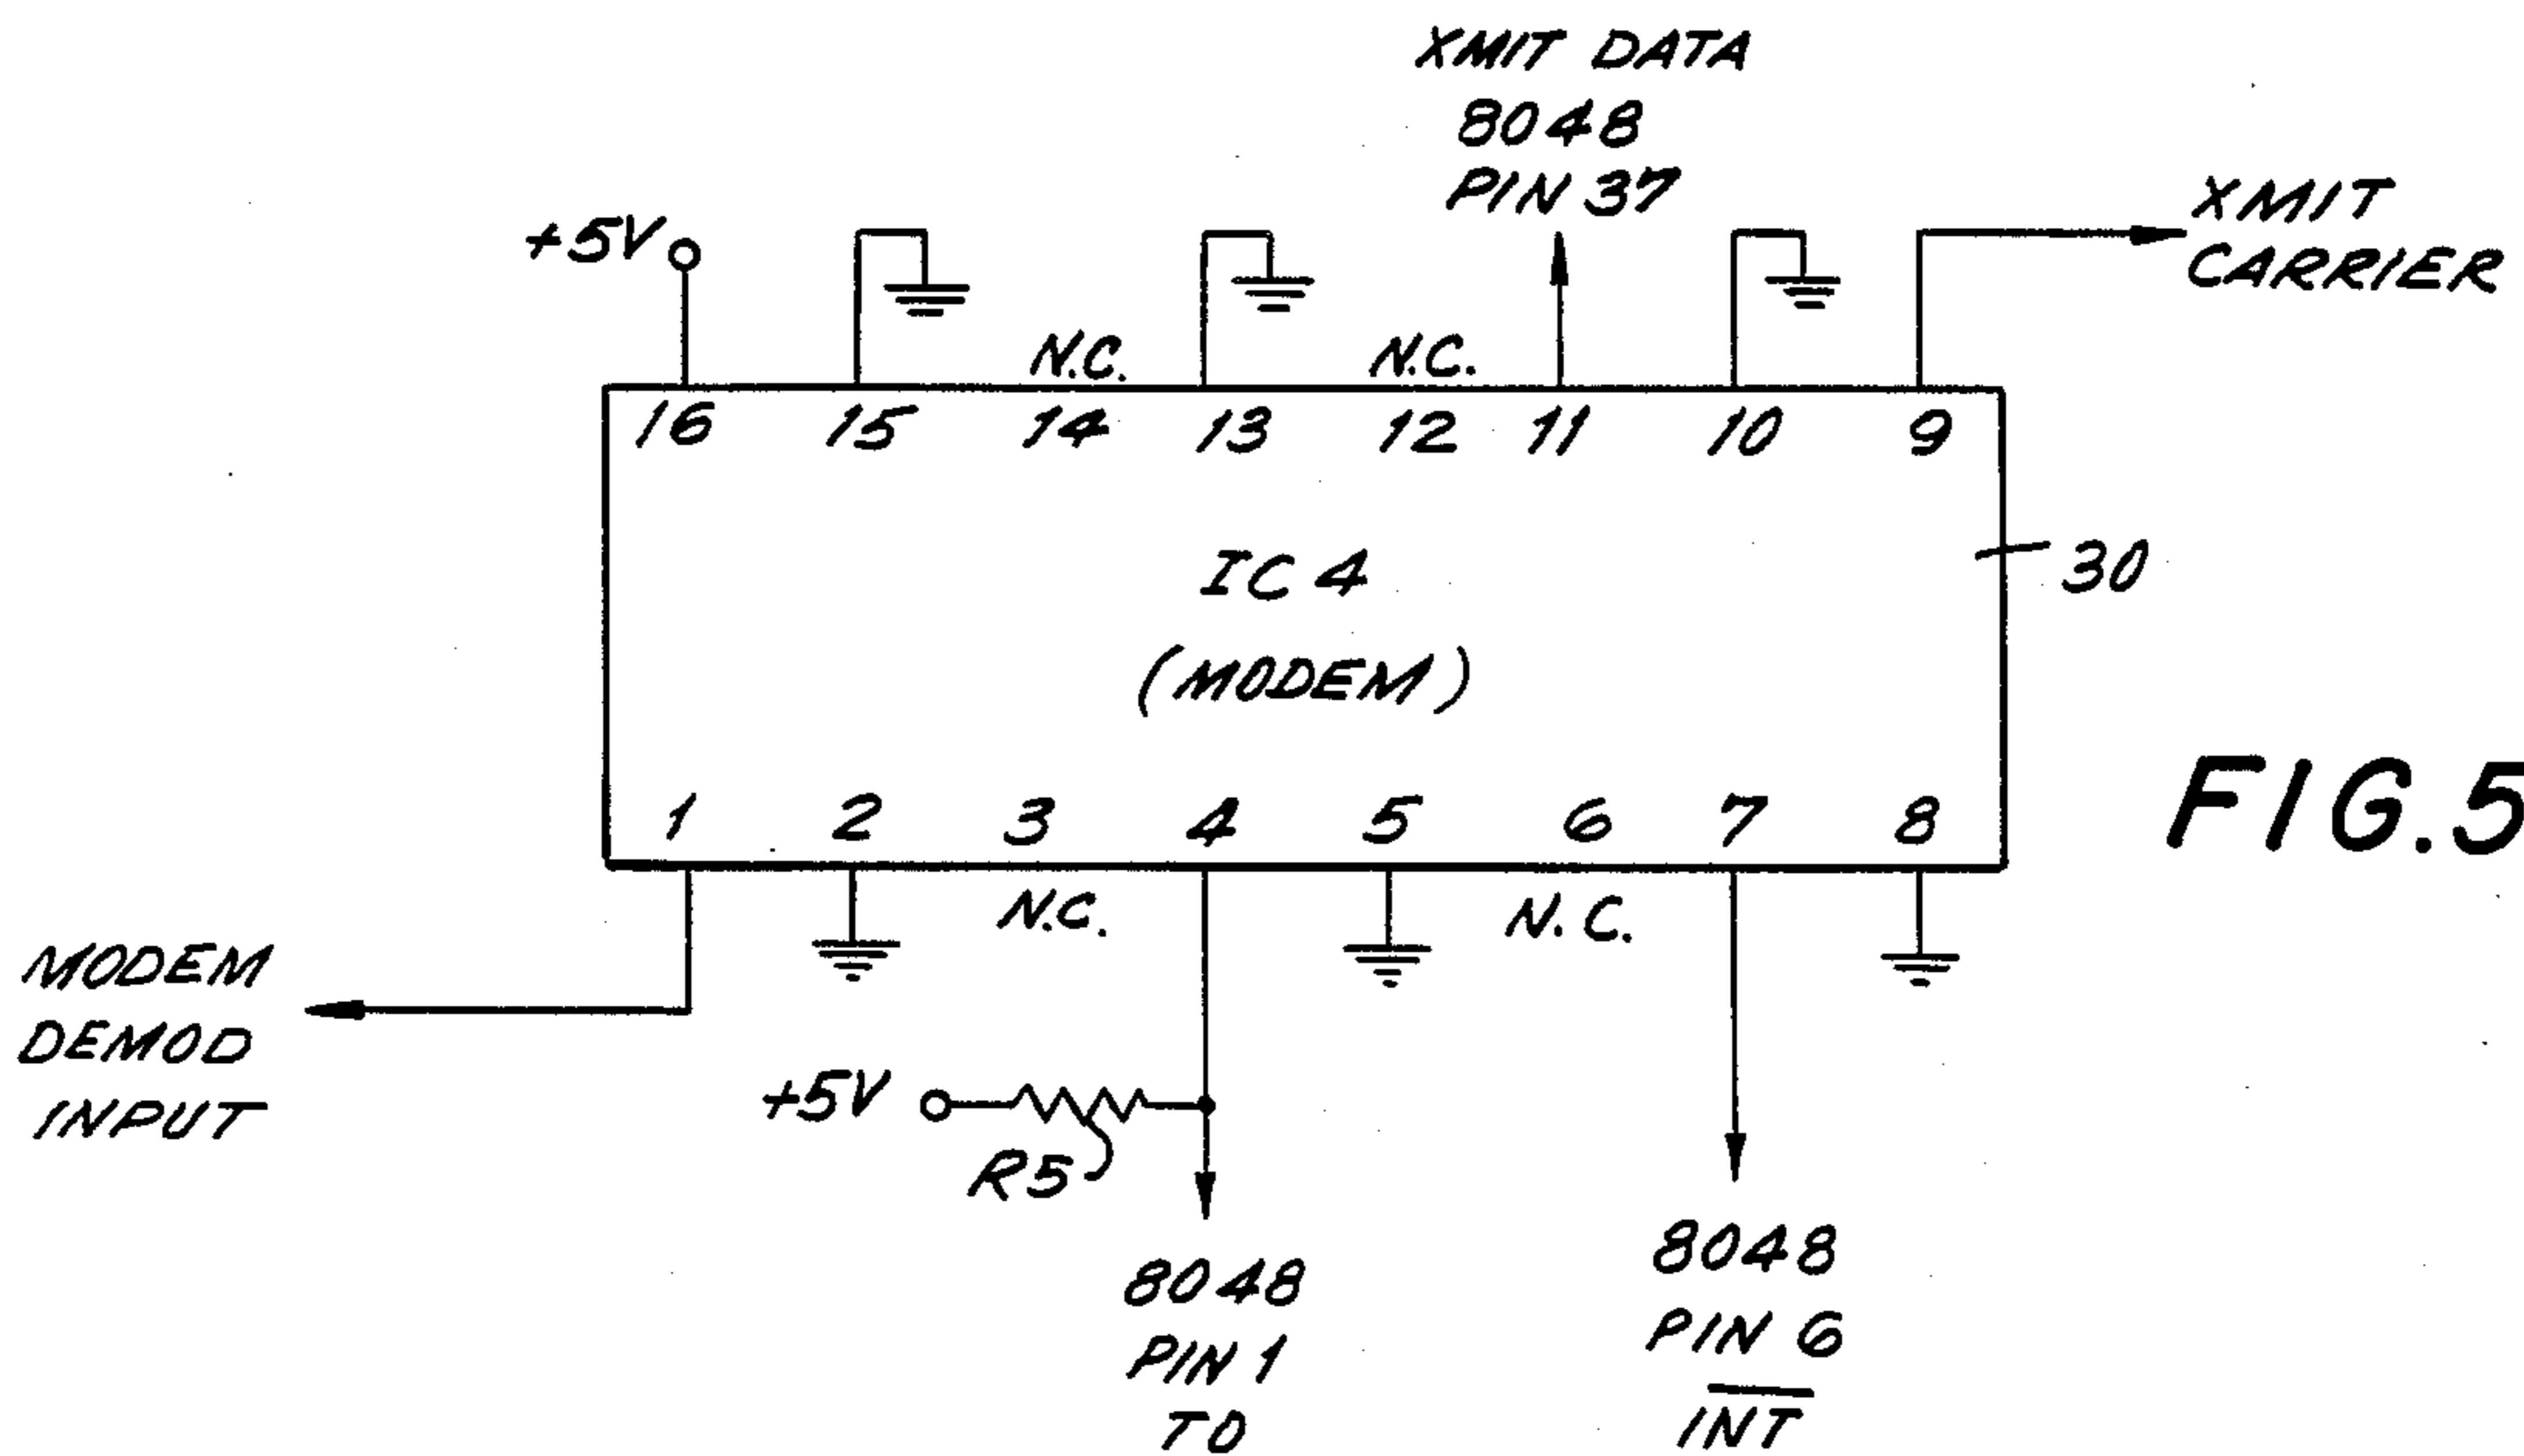 XMIT DATA
8048
PIN 37
+5V
XMIT
CARRIER
N.C.
N.C.
16 15 14 13 12 11 10 9
IC 4
(MODEM)
30
1 2 3 4 5 6 7 8
FIG.5
N.C.
N.C.
MODEM
DEMOD
INPUT
+5V
R5
8048
PIN 1
T0
8048
PIN 6
INT